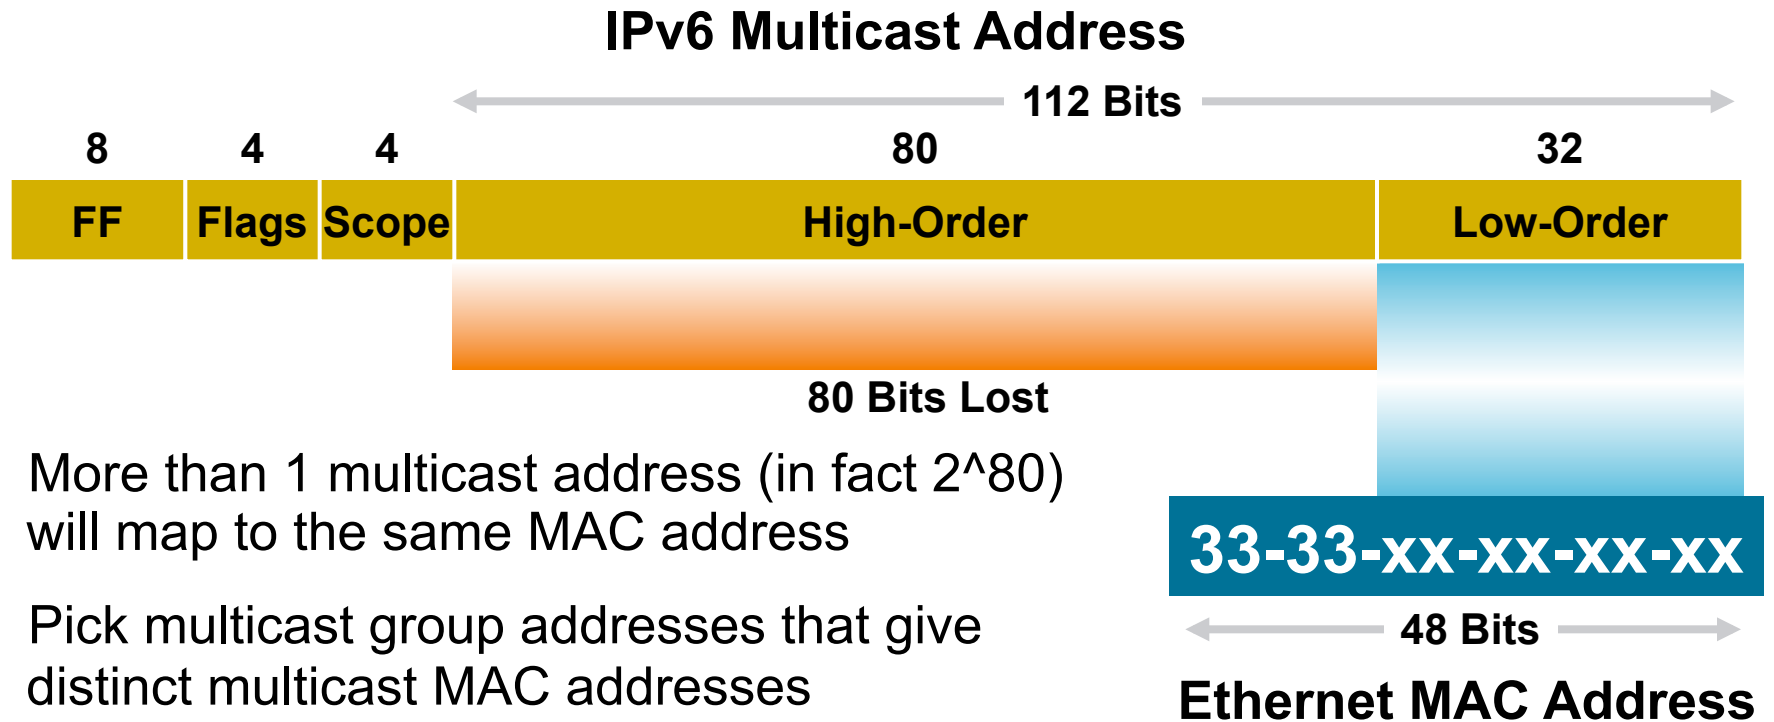 IPv6 Multicast Address
112 Bits
8 4 4 80 32
FF Flags Scope High-Order Low-Order
80 Bits Lost
More than 1 multicast address (in fact 2^80)
will map to the same MAC address
33-33-xx-xx-xx-xx
Pick multicast group addresses that give
distinct multicast MAC addresses
48 Bits
Ethernet MAC Address